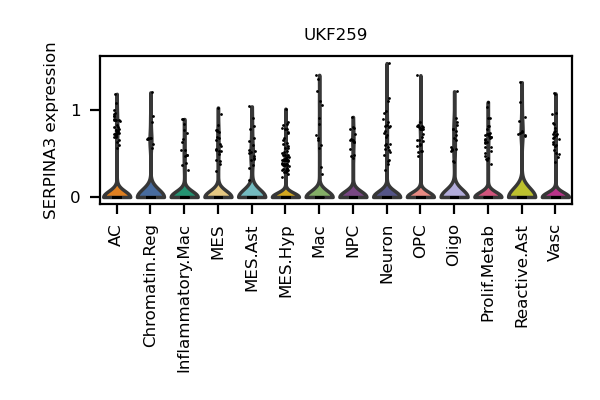 UKF259
SERPINA3 expression
1
0
AC
Chromatin.Reg
Inflammatory.Mac
MES
MES.Ast
MES.Hyp
Mac
NPC
Neuron
OPC
Oligo
Prolif.Metab
Reactive.Ast
Vasc